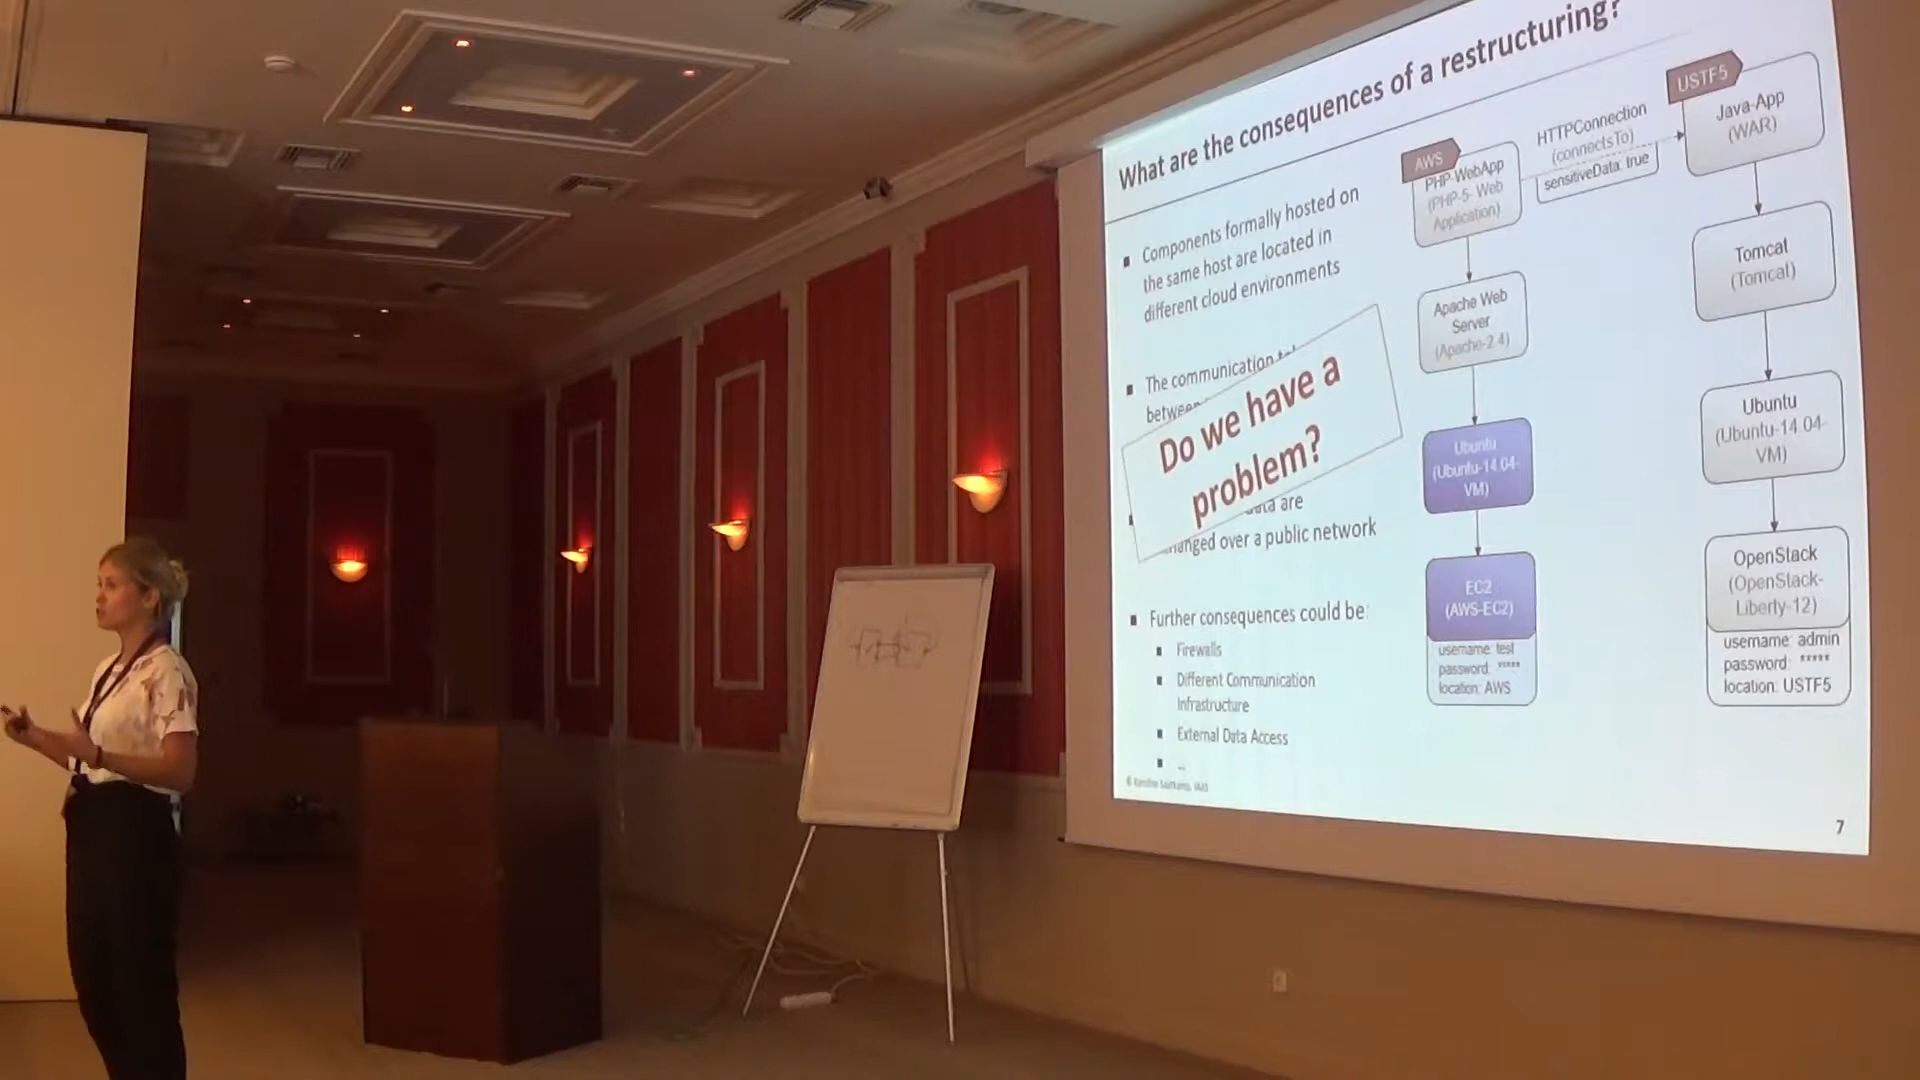 What are the consequences of a restructuring?
Components formally hosted on
the same host are located in
different cloud environments
The communication
between
Do we have a
problem?
data are
over a public network
Further consequences could be:
Firewalls
Different Communication
Infrastructure
External Data Access
...
AWS
PHP-WebApp
(PHP-5- Web
Application)
Apache Web
Server
(Apache-2.4)
Ubuntu
(Ubuntu-14.04-
VM)
EC2
(AWS-EC2)
username: test
password: *****
location: AWS
HTTPConnection
(connectsTo)
sensitiveData: true
USTF5
Java-App
(WAR)
Tomcat
(Tomcat)
Ubuntu
(Ubuntu-14.04-
VM)
OpenStack
(OpenStack-
Liberty-12)
username: admin
password: *****
location: USTF5
7